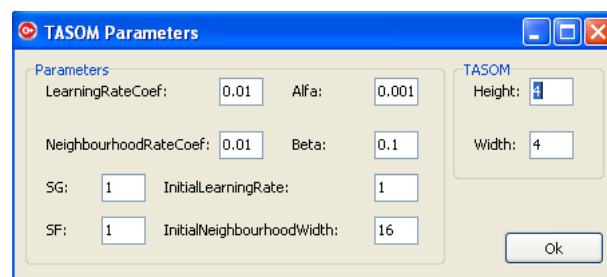 TASOM Parameters
Parameters
TASOM
LearningRateCoef: 0.01 Alfa: 0.001
Height: 4
NeighbourhoodRateCoef: 0.01 Beta: 0.1
Width: 4
SG: 1 InitialLearningRate: 1
SF: 1 InitialNeighbourhoodWidth: 16
Ok